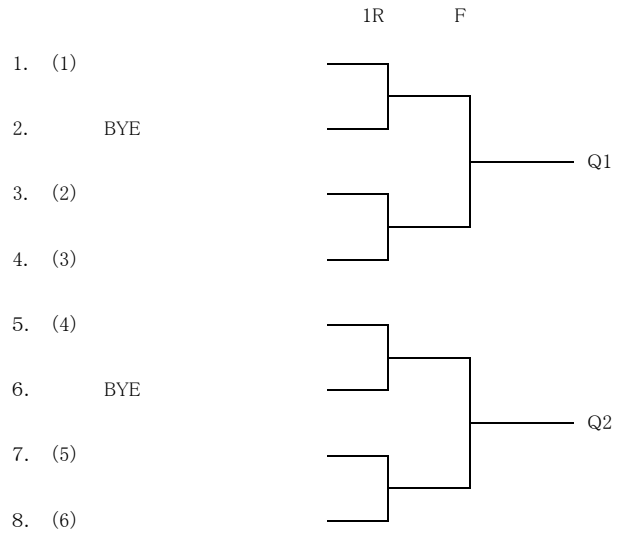 1R F
1. (1)
2. BYE
Q1
3. (2)
4. (3)
5. (4)
6. BYE
Q2
7. (5)
8. (6)